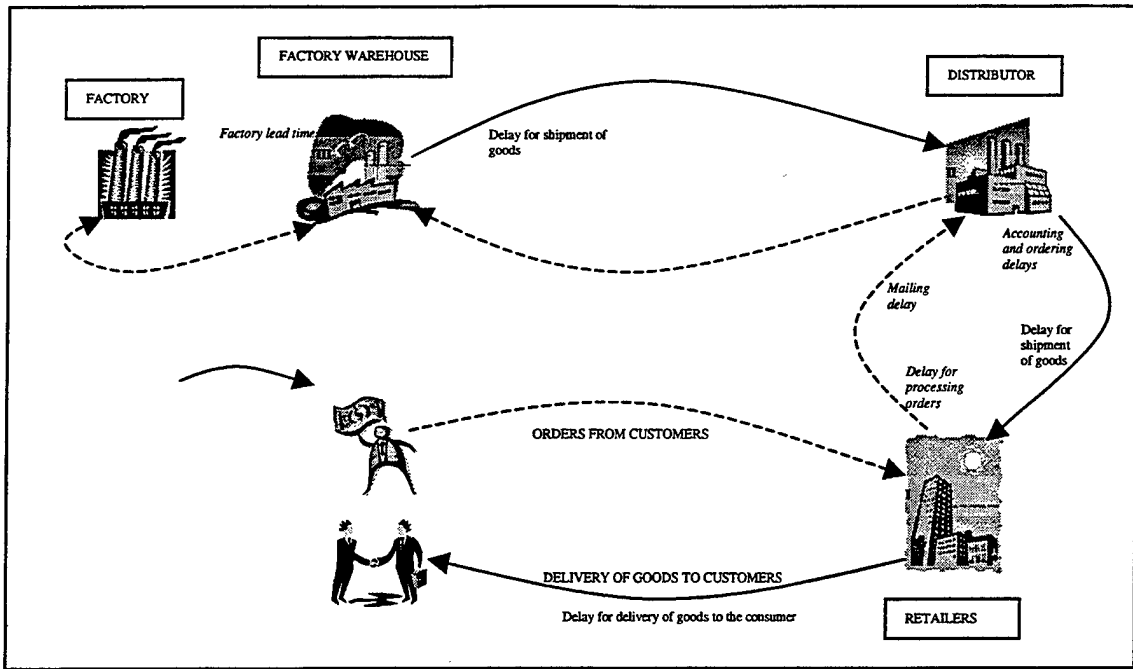 FACTORY WAREHOUSE
DISTRIBUTOR
FACTORY
Factory lead time
Delay for shipment of
goods
Accounting
and ordering
delays
Mailing
delay
Delay for
shipment
of goods
Delay for
processing
orders
ORDERS FROM CUSTOMERS
DELIVERY OF GOODS TO CUSTOMERS
Delay for delivery of goods to the consumer
RETAILERS